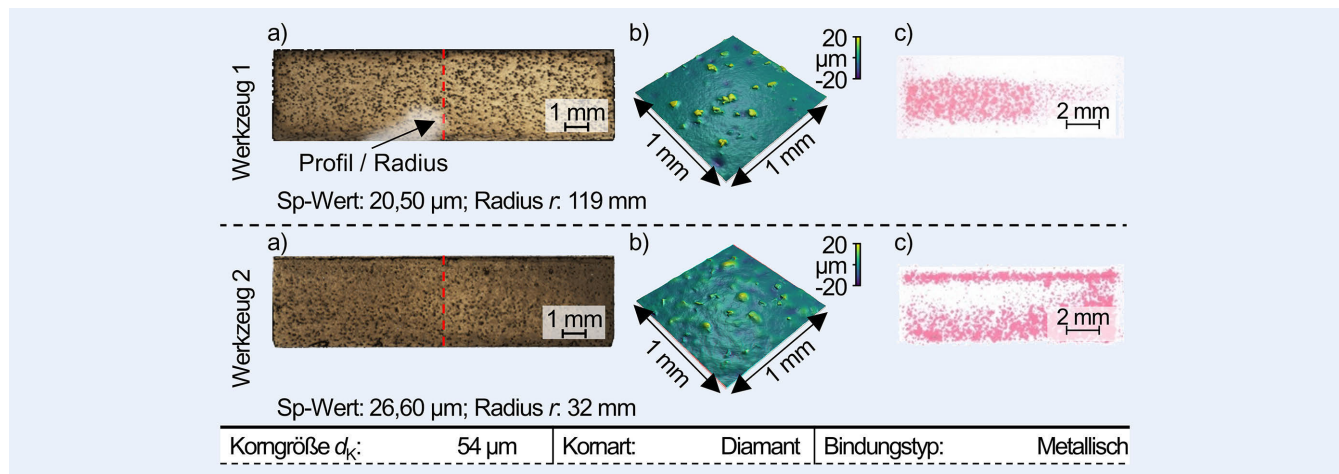 Werkzeug 1
a)
b)
c)
20
µm
-20
1 mm
Profil / Radius
1 mm
1 mm
2 mm
Sp-Wert: 20,50 µm; Radius r: 119 mm
Werkzeug 2
a)
b)
c)
20
µm
-20
1 mm
1 mm
1 mm
2 mm
Sp-Wert: 26,60 µm; Radius r: 32 mm
Korngröße dK: 54 µm Kornart: Diamant Bindungstyp: Metallisch